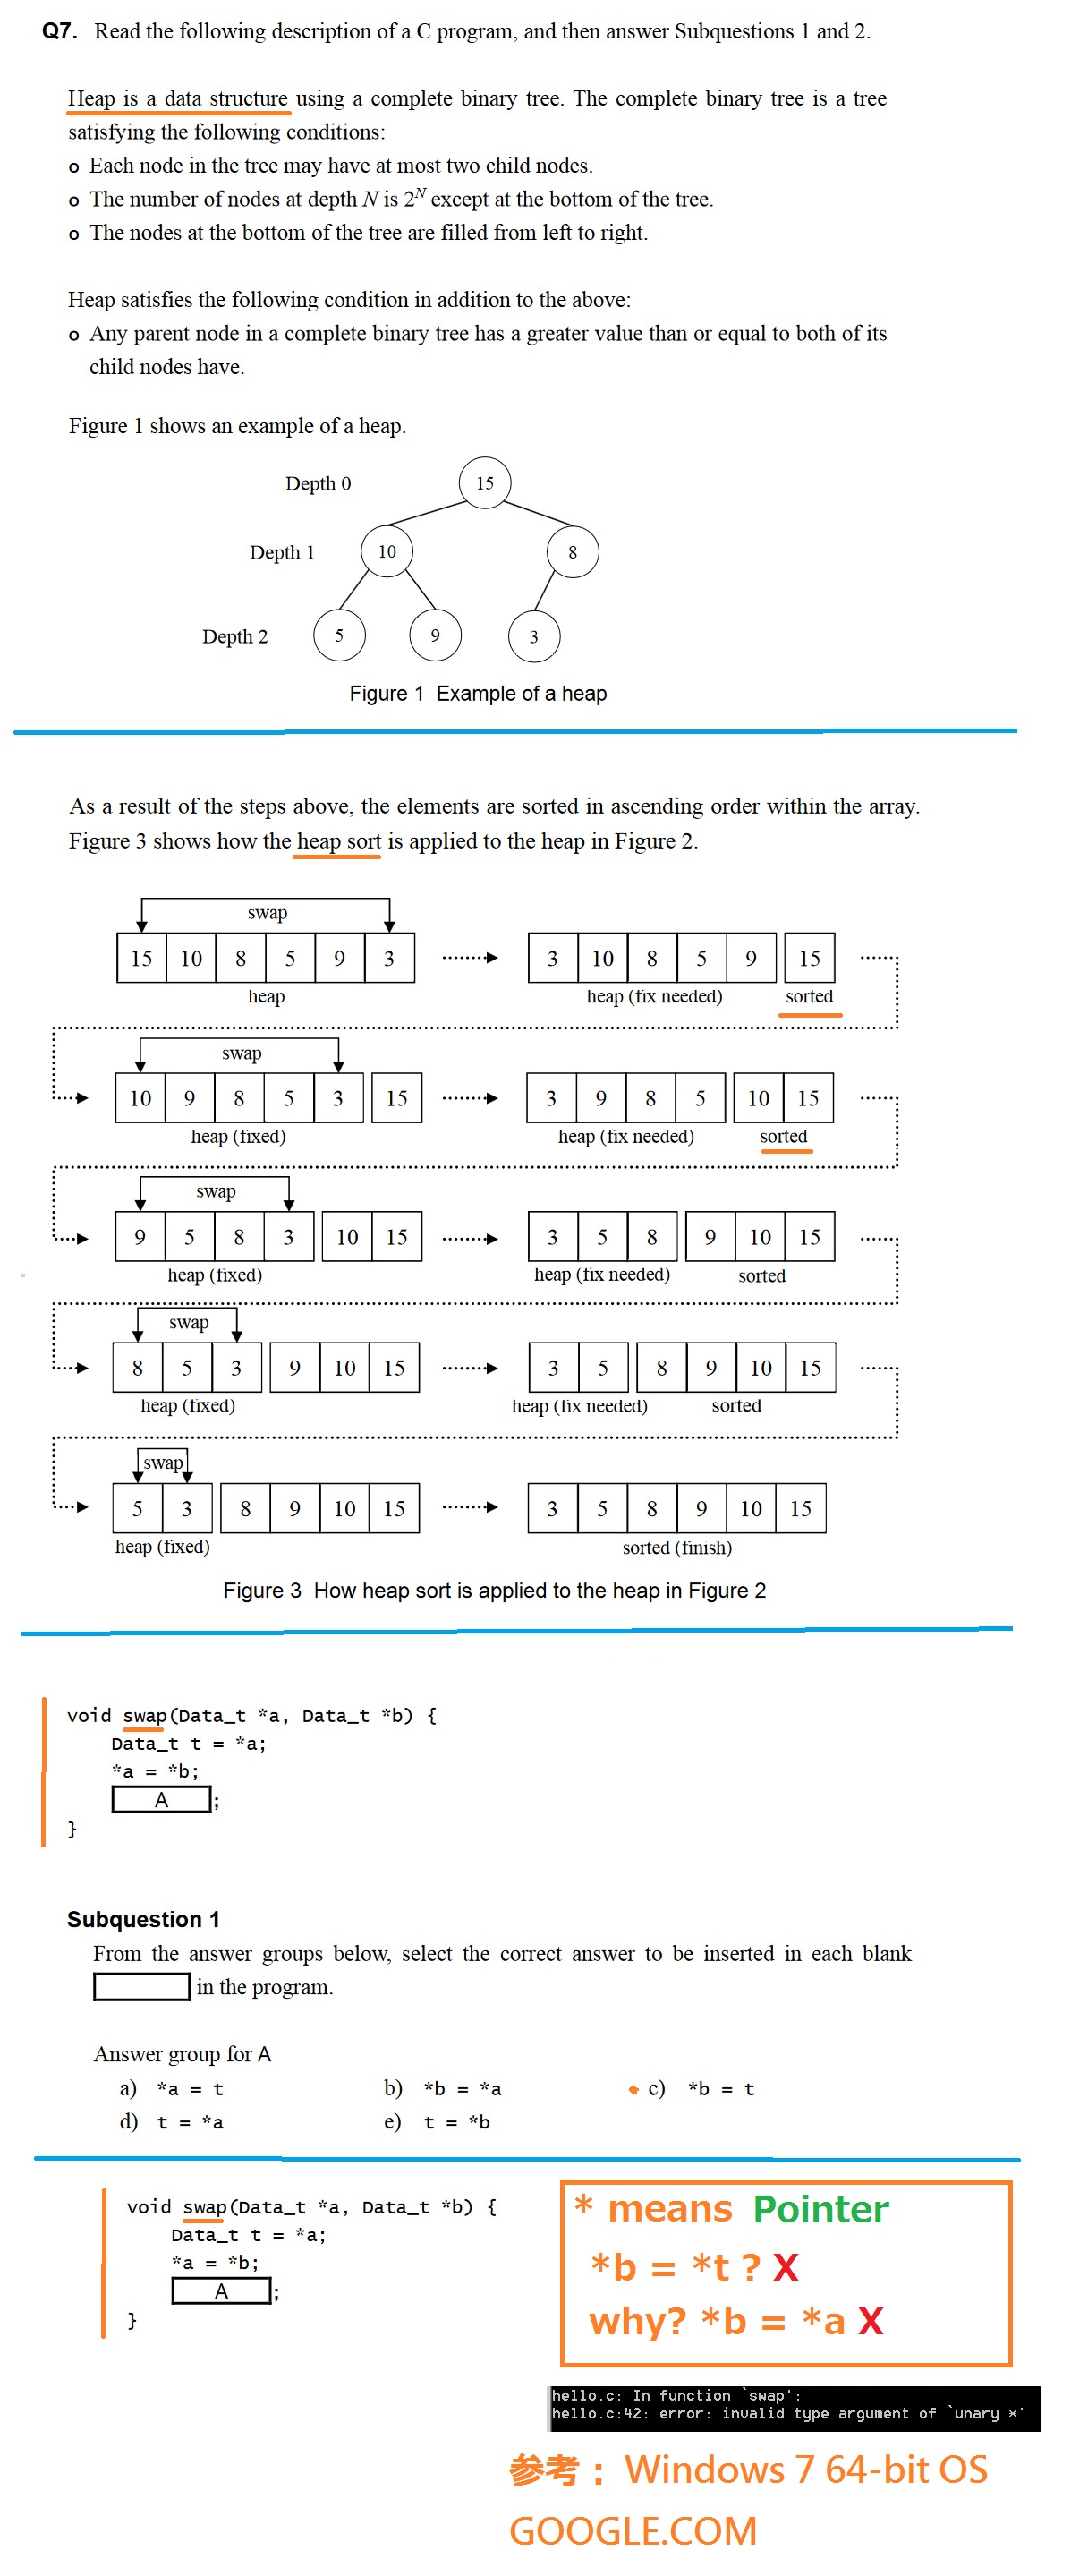 Q7. Read the following description of a C program, and then answer Subquestions 1 and 2.
Heap is a data structure using a complete binary tree. The complete binary tree is a tree
satisfying the following conditions:
o Each node in the tree may have at most two child nodes.
o The number of nodes at depth N is 2^N except at the bottom of the tree.
o The nodes at the bottom of the tree are filled from left to right.
Heap satisfies the following condition in addition to the above:
o Any parent node in a complete binary tree has a greater value than or equal to both of its
child nodes have.
Figure 1 shows an example of a heap.
Depth 0 15
Depth 1 10 8
Depth 2 5 9 3
Figure 1 Example of a heap
As a result of the steps above, the elements are sorted in ascending order within the array.
Figure 3 shows how the heap sort is applied to the heap in Figure 2.
swap
15 10 8 5 9 3 3 10 8 5 9 15
heap heap (fix needed) sorted
swap
10 9 8 5 3 15 3 9 8 5 10 15
heap (fixed) heap (fix needed) sorted
swap
9 5 8 3 10 15 3 5 8 9 10 15
heap (fixed) heap (fix needed) sorted
swap
8 5 3 9 10 15 3 5 8 9 10 15
heap (fixed) heap (fix needed) sorted
swap
5 3 8 9 10 15 3 5 8 9 10 15
heap (fixed) sorted (finish)
Figure 3 How heap sort is applied to the heap in Figure 2
void swap(Data_t *a, Data_t *b) {
Data_t t = *a;
*a = *b;
A ;
}
Subquestion 1
From the answer groups below, select the correct answer to be inserted in each blank
in the program.
Answer group for A
a) *a = t b) *b = *a c) *b = t
d) t = *a e) t = *b
void swap(Data_t *a, Data_t *b) {
Data_t t = *a;
*a = *b;
A ;
}
* means Pointer
*b = *t ? X
why? *b = *a X
hello.c: In function `swap':
hello.c:42: error: invalid type argument of `unary *'
参考：Windows 7 64-bit OS
GOOGLE.COM